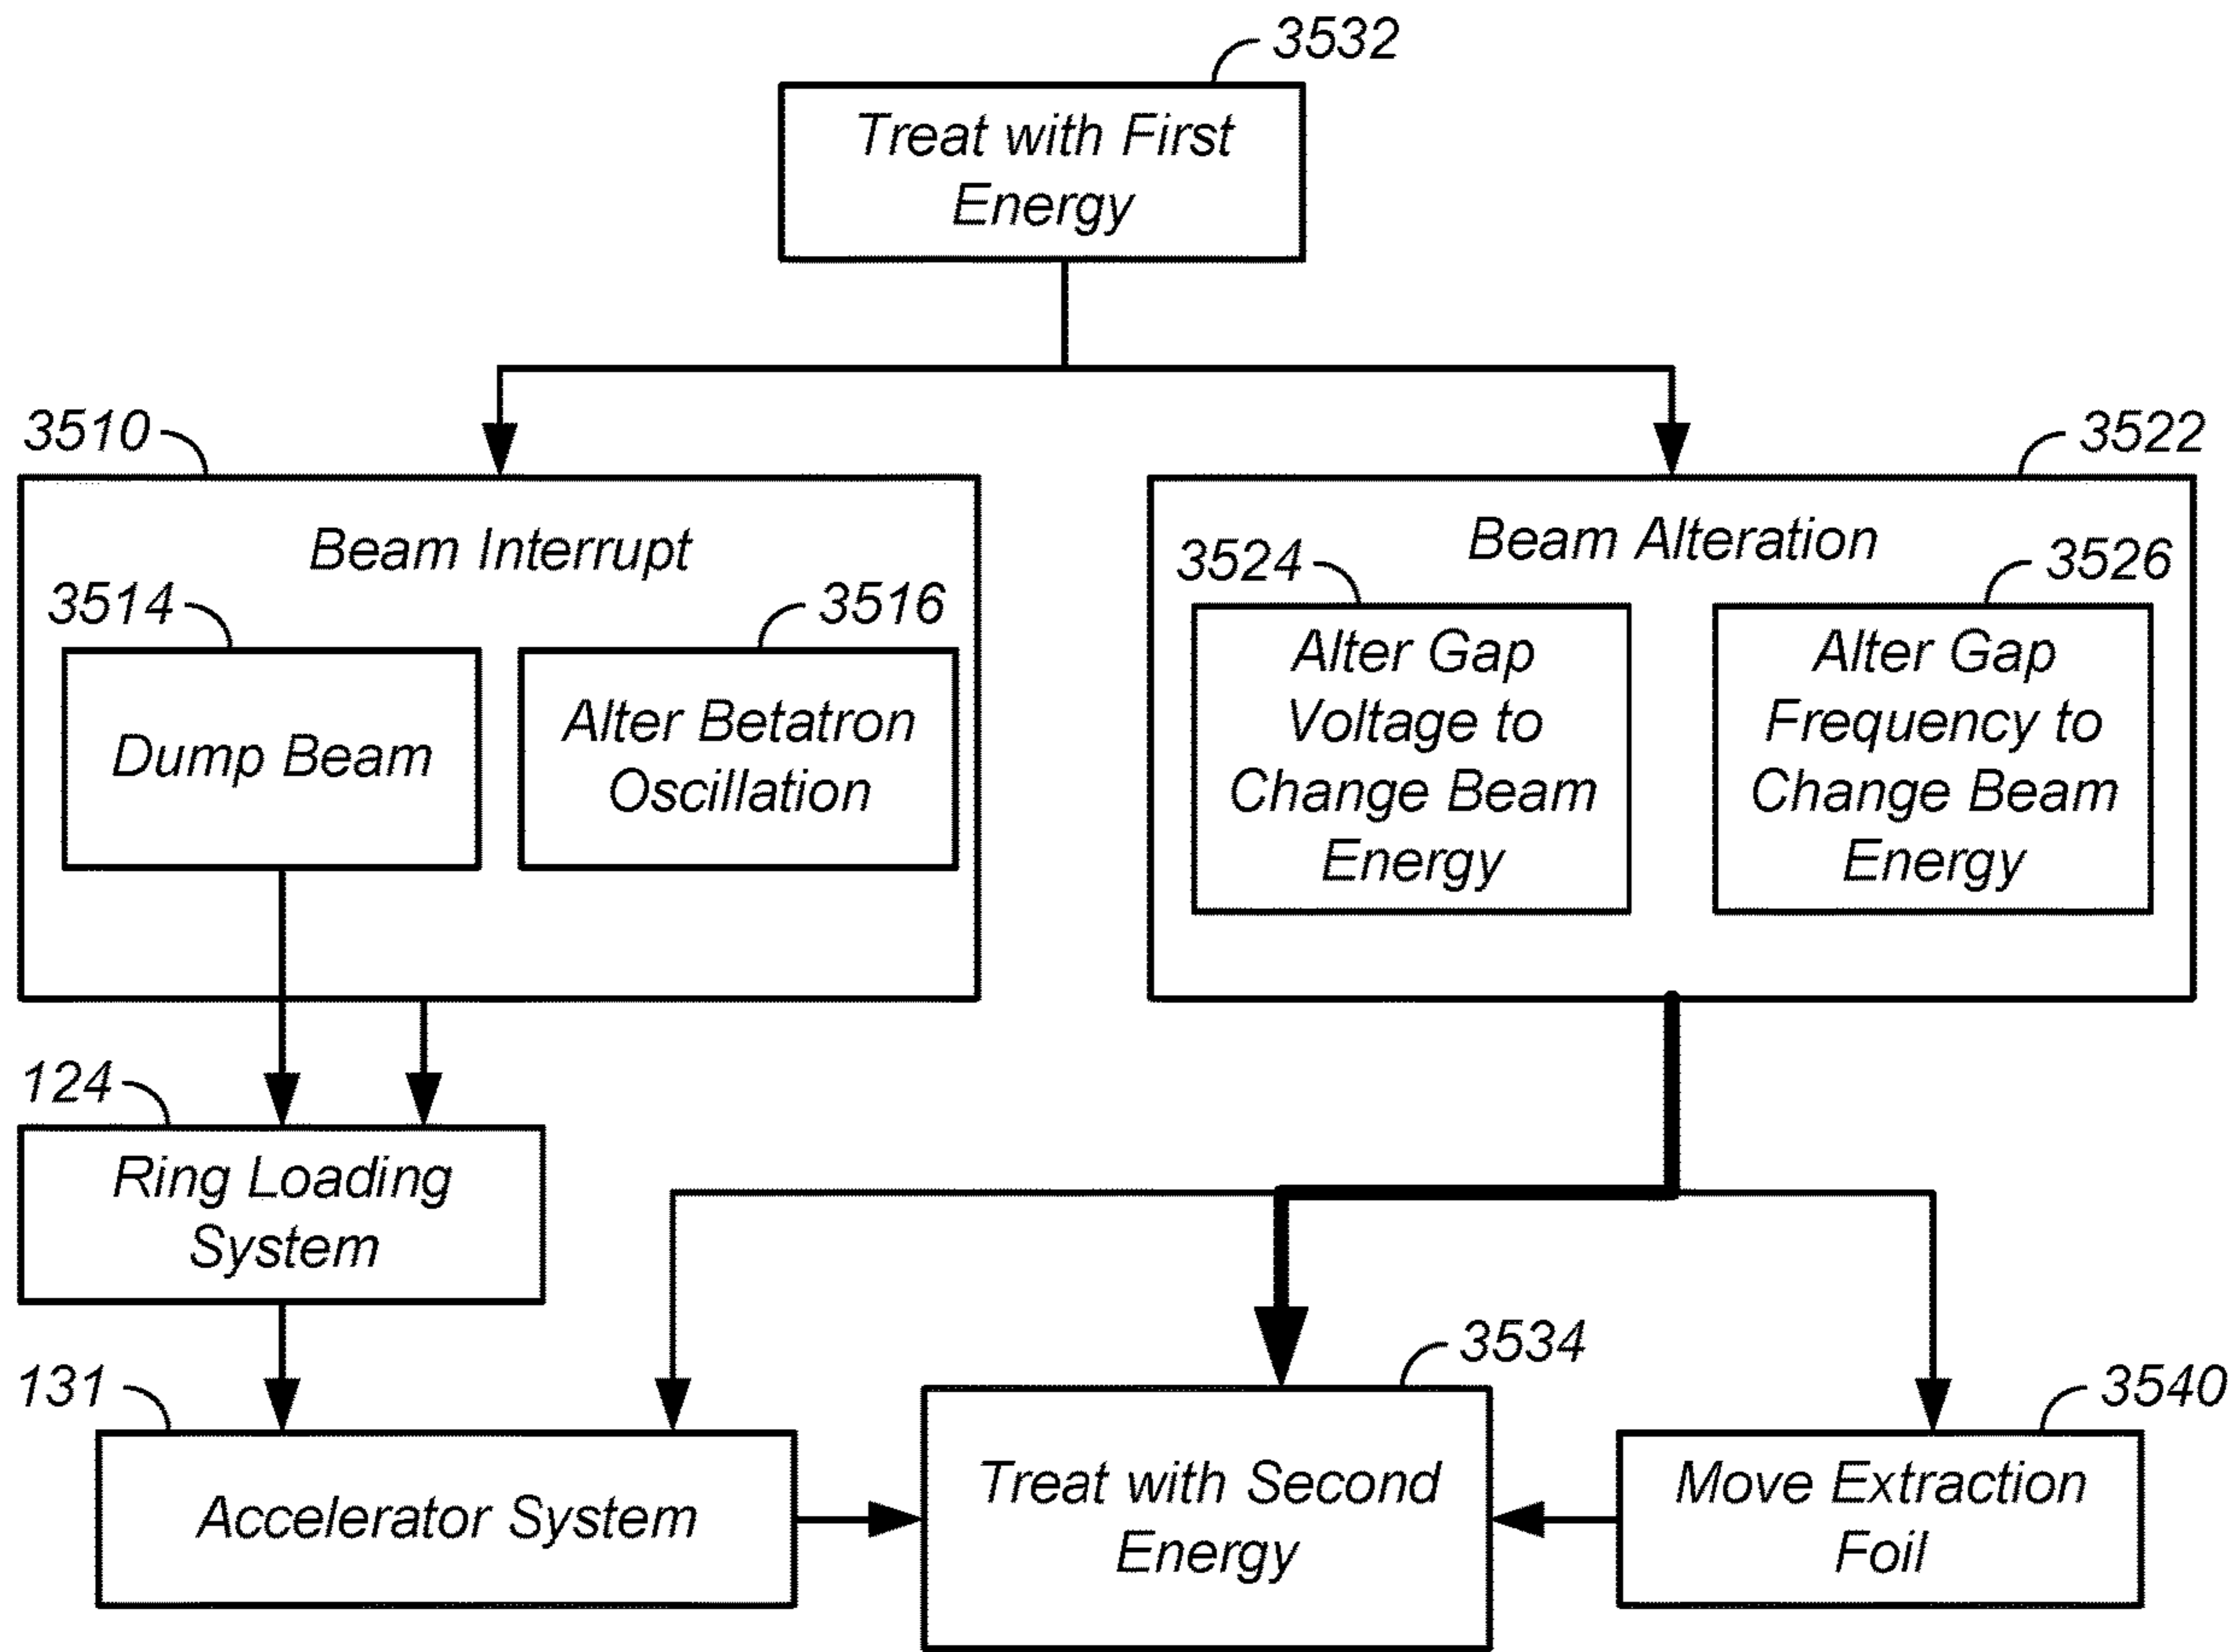 3532
Treat with First
Energy
3510
3522
Beam Interrupt
Beam Alteration
3514
3516
3524
3526
Dump Beam
Alter Betatron
Oscillation
Alter Gap
Voltage to
Change Beam
Energy
Alter Gap
Frequency to
Change Beam
Energy
124
Ring Loading
System
131
3534
3540
Accelerator System
Treat with Second
Energy
Move Extraction
Foil